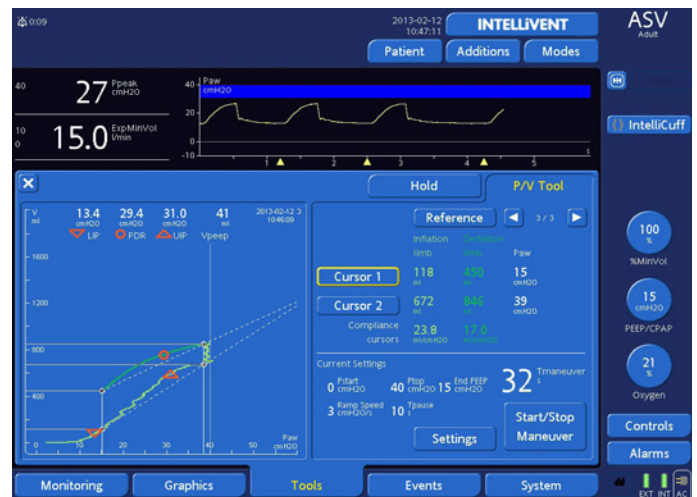 0:09
2013-02-12
10:47:11
INTELLiVENT
ASV
Adult
Patient
Additions
Modes
40
27 Ppeak
cmH2O
10
0
15.0 ExpMinVol
l/min
Paw
cmH2O
40
20
0
-10
1 2 3 4 5 s
IntelliCuff
Hold
P/V Tool
V
ml
13.4 29.4 31.0 41
cmH2O cmH2O cmH2O ml
LIP PDR UIP Vpeep
2013-02-12 3
10:46:09
1600
1200
800
400
0 10 20 30 40 50
Paw
cmH2O
Reference 3/3
Inflation Deflation
limb limb Paw
Cursor 1 118 450 15
ml ml cmH2O
Cursor 2 672 846 39
ml ml cmH2O
Compliance
cursors
23.8 17.0
ml/cmH2O ml/cmH2O
Current Settings
0 Pstart
cmH2O
40 Ptop
cmH2O
15 End PEEP
cmH2O
32 Tmaneuver
s
3 Ramp Speed
cmH2O/s
10 Tpause
s
Settings
Start/Stop
Maneuver
100
%
%MinVol
15
cmH2O
PEEP/CPAP
21
%
Oxygen
Controls
Alarms
Monitoring
Graphics
Tools
Events
System
EXT INT AC